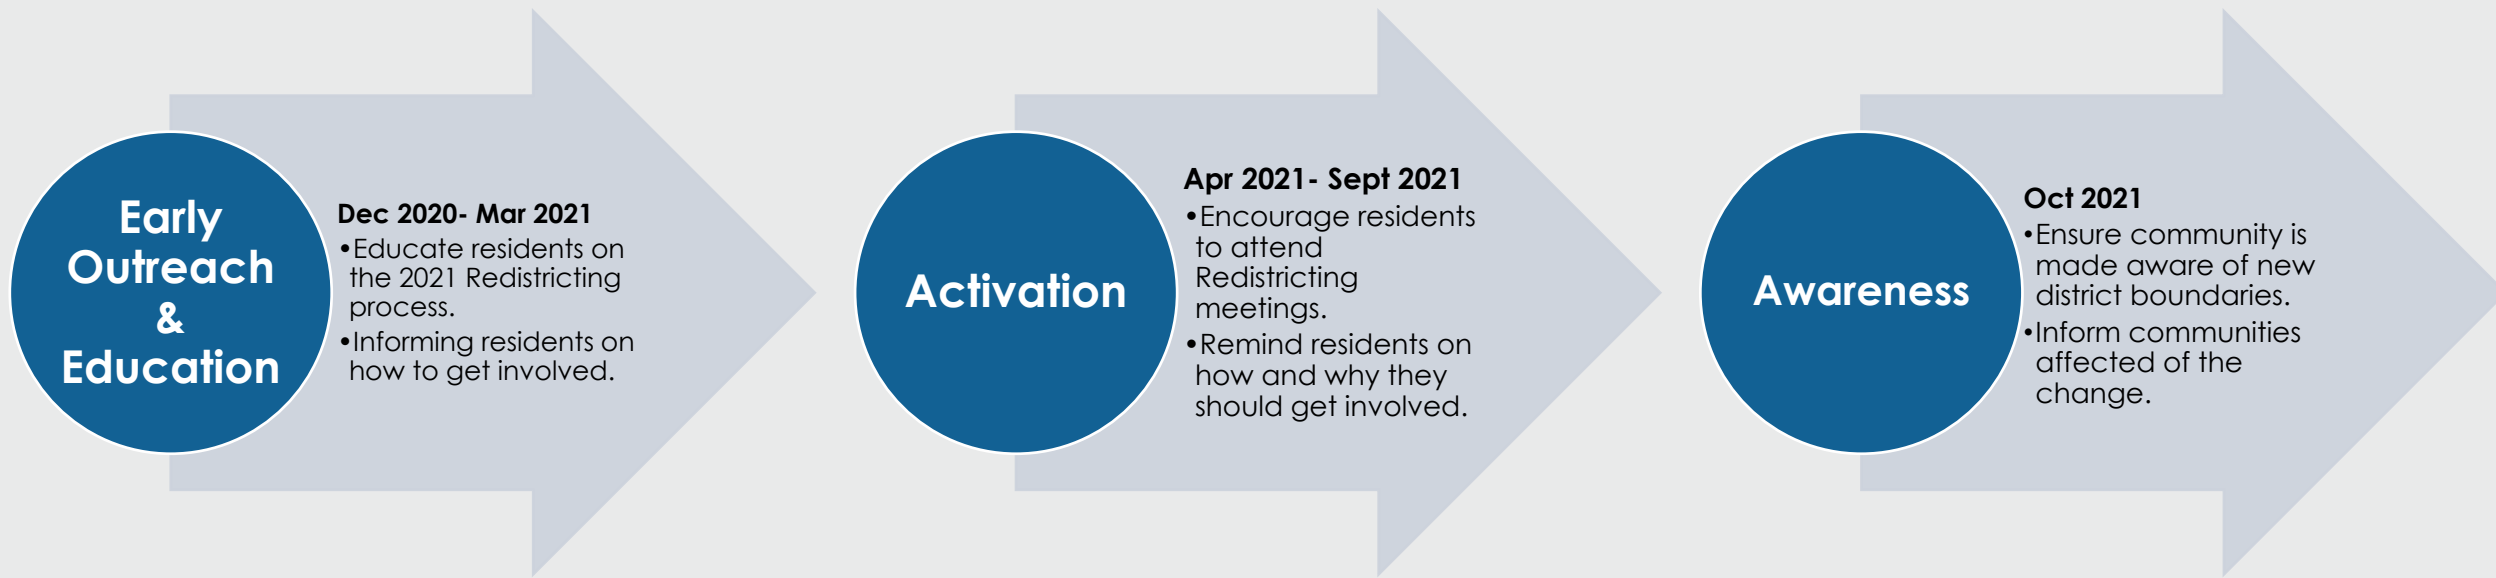 Early
Outreach
&
Education
Dec 2020- Mar 2021
•Educate residents on
the 2021 Redistricting
process.
•Informing residents on
how to get involved.
Activation
Apr 2021- Sept 2021
•Encourage residents
to attend
Redistricting
meetings.
•Remind residents on
how and why they
should get involved.
Awareness
Oct 2021
•Ensure community is
made aware of new
district boundaries.
•Inform communities
affected of the
change.